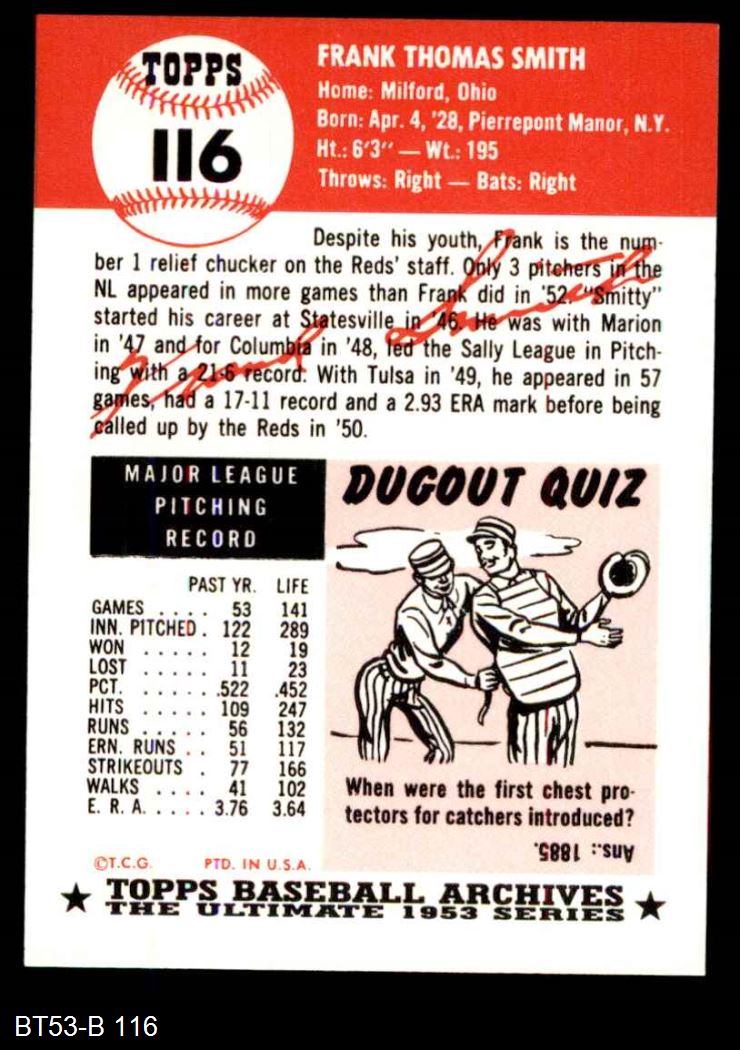 TOPPS
116
FRANK THOMAS SMITH
Home: Milford, Ohio
Born: Apr. 4, '28, Pierrepont Manor, N.Y.
Ht.: 6'3" — Wt.: 195
Throws: Right — Bats: Right
Despite his youth, Frank is the num-
ber 1 relief chucker on the Reds' staff. Only 3 pitchers in the
NL appeared in more games than Frank did in '52. "Smitty"
started his career at Statesville in '46. He was with Marion
in '47 and for Columbia in '48, led the Sally League in Pitch-
ing with a 21-6 record. With Tulsa in '49, he appeared in 57
games, had a 17-11 record and a 2.93 ERA mark before being
called up by the Reds in '50.
Frank Smith
MAJOR LEAGUE
PITCHING
RECORD
PAST YR. LIFE
GAMES . . . . 53 141
INN. PITCHED . 122 289
WON . . . . . 12 19
LOST . . . . . 11 23
PCT. . . . . . .522 .452
HITS . . . . . 109 247
RUNS . . . . . 56 132
ERN. RUNS . . 51 117
STRIKEOUTS . 77 166
WALKS . . . . 41 102
E. R. A. . . . . 3.76 3.64
©T.C.G. PTD. IN U.S.A.
DUGOUT QUIZ
When were the first chest pro-
tectors for catchers introduced?
Ans.: 1885.
★ TOPPS BASEBALL ARCHIVES ★
THE ULTIMATE 1953 SERIES
BT53-B 116